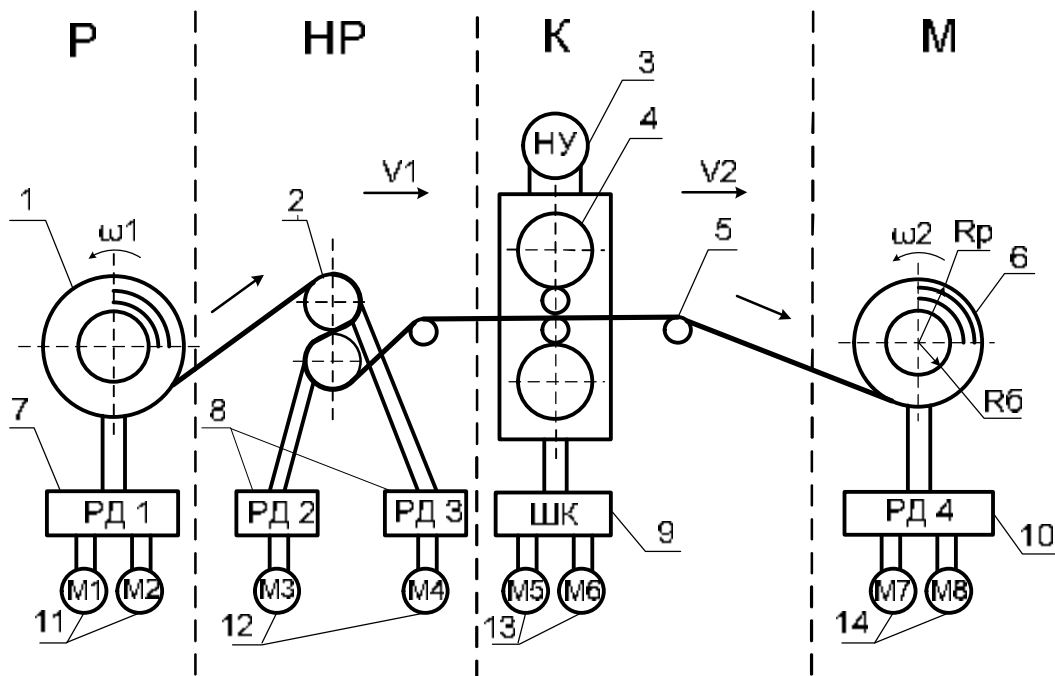 Р НР К М
3
4
НУ
V1 V2
1 2 5
ω1 ω2 Rр 6
Rб
7 8
РД 1 РД 2 РД 3 ШК РД 4
9 10
М1 М2 М3 М4 М5 М6 М7 М8
11 12 13 14